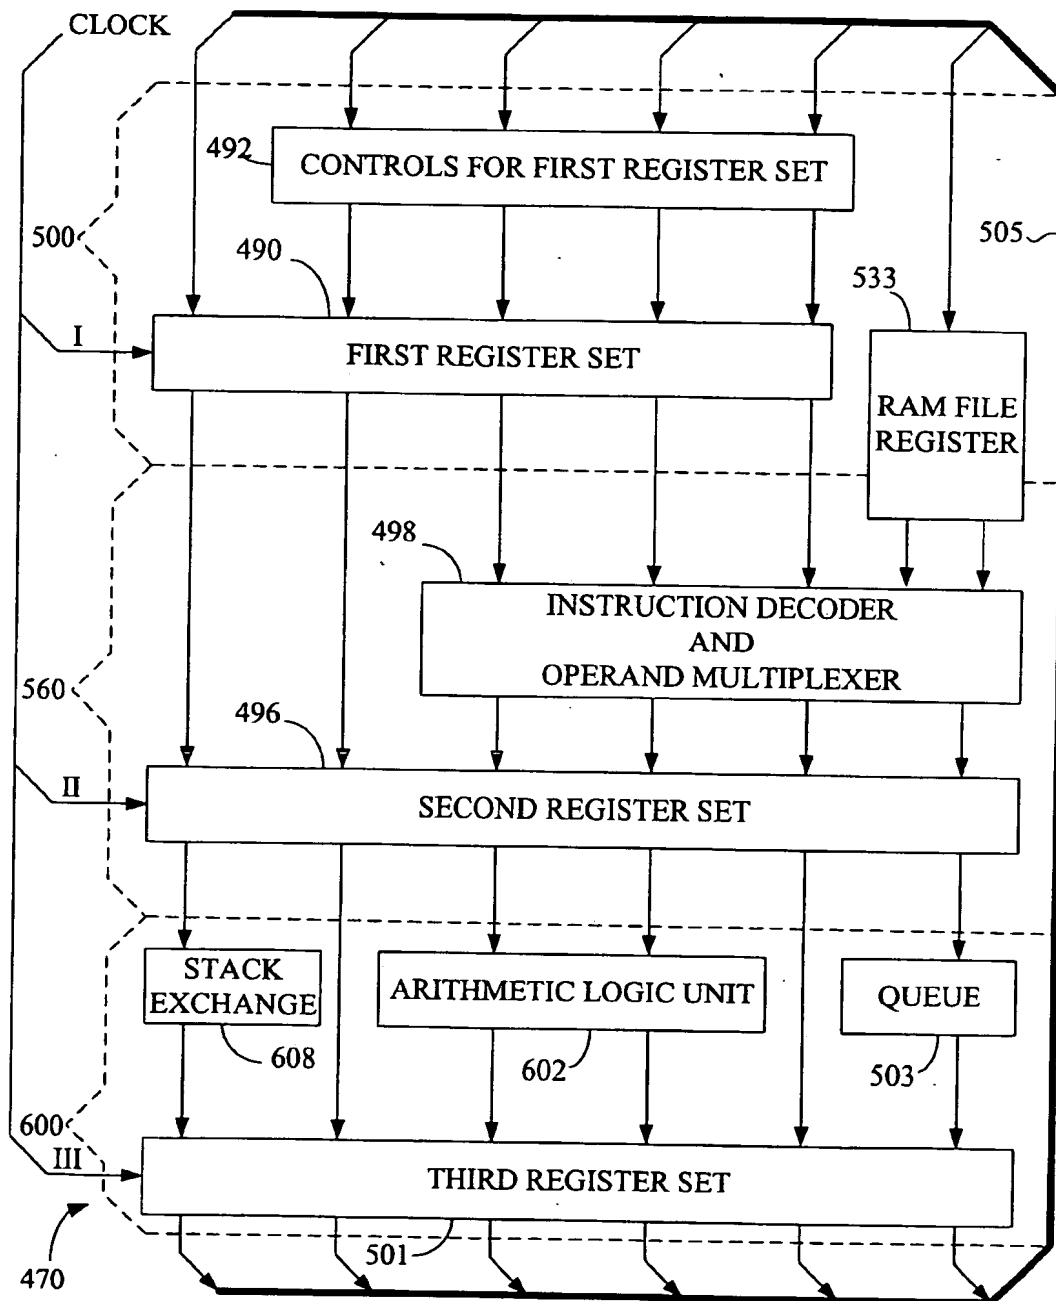 CLOCK
492
CONTROLS FOR FIRST REGISTER SET
500
490
505
533
I
FIRST REGISTER SET
RAM FILE
REGISTER
498
INSTRUCTION DECODER
AND
OPERAND MULTIPLEXER
560
496
II
SECOND REGISTER SET
STACK
EXCHANGE
ARITHMETIC LOGIC UNIT
QUEUE
608
602
503
600
III
THIRD REGISTER SET
501
470